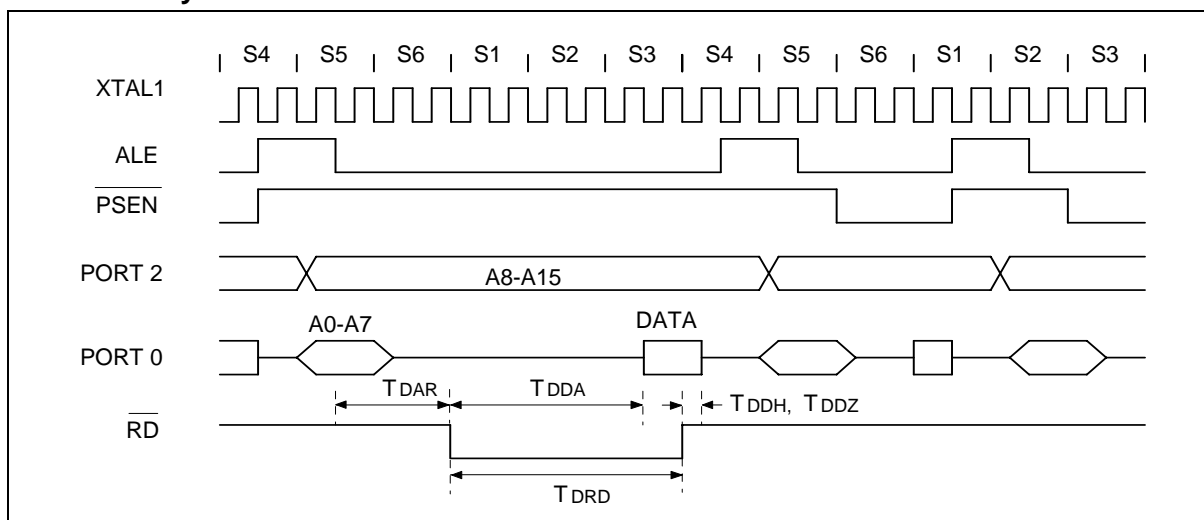 S4 S5 S6 S1 S2 S3 S4 S5 S6 S1 S2 S3
XTAL1
ALE
PSEN
PORT 2
A8-A15
A0-A7
DATA
PORT 0
TDAR
TDDA
TDDH, TDDZ
RD
TDRD